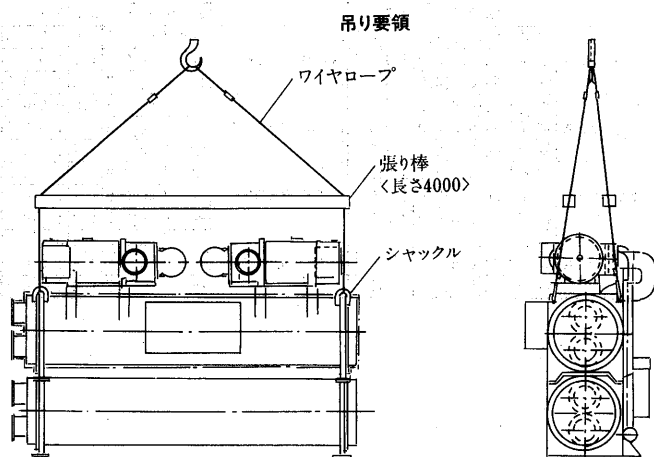 吊り要領
ワイヤロープ
張り棒
<長さ4000>
シャックル